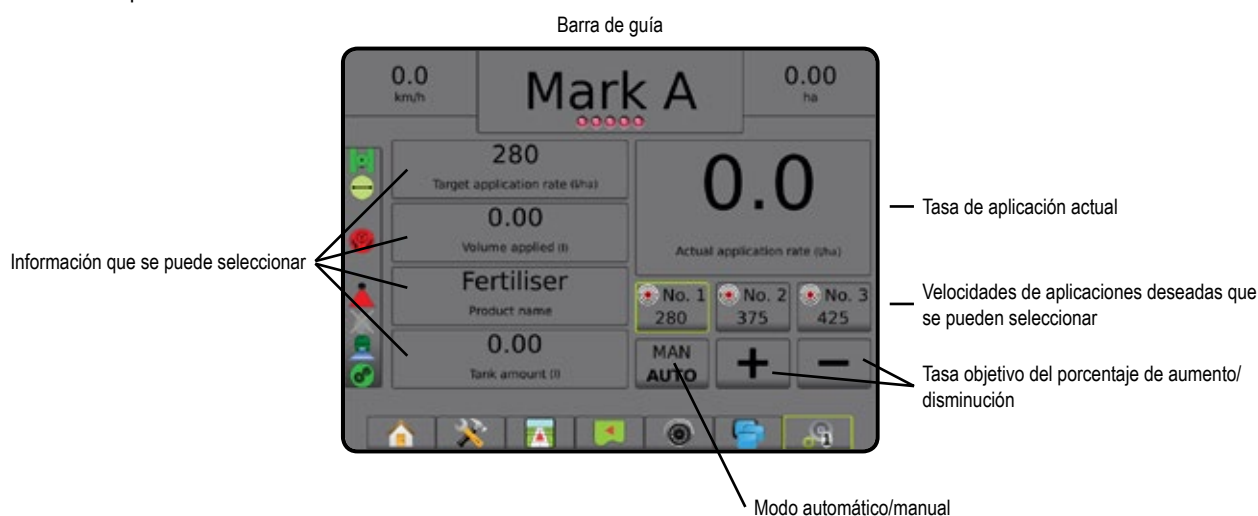 Barra de guía
0.0
km/h
Mark A
0.00
ha
280
Target application rate (l/ha)
0.00
Volume applied (l)
Fertiliser
Product name
0.00
Tank amount (l)
0.0
Actual application rate (l/ha)
No. 1
280
No. 2
375
No. 3
425
MAN
AUTO
+
−
1
Información que se puede seleccionar
Tasa de aplicación actual
Velocidades de aplicaciones deseadas que
se pueden seleccionar
Tasa objetivo del porcentaje de aumento/
disminución
Modo automático/manual